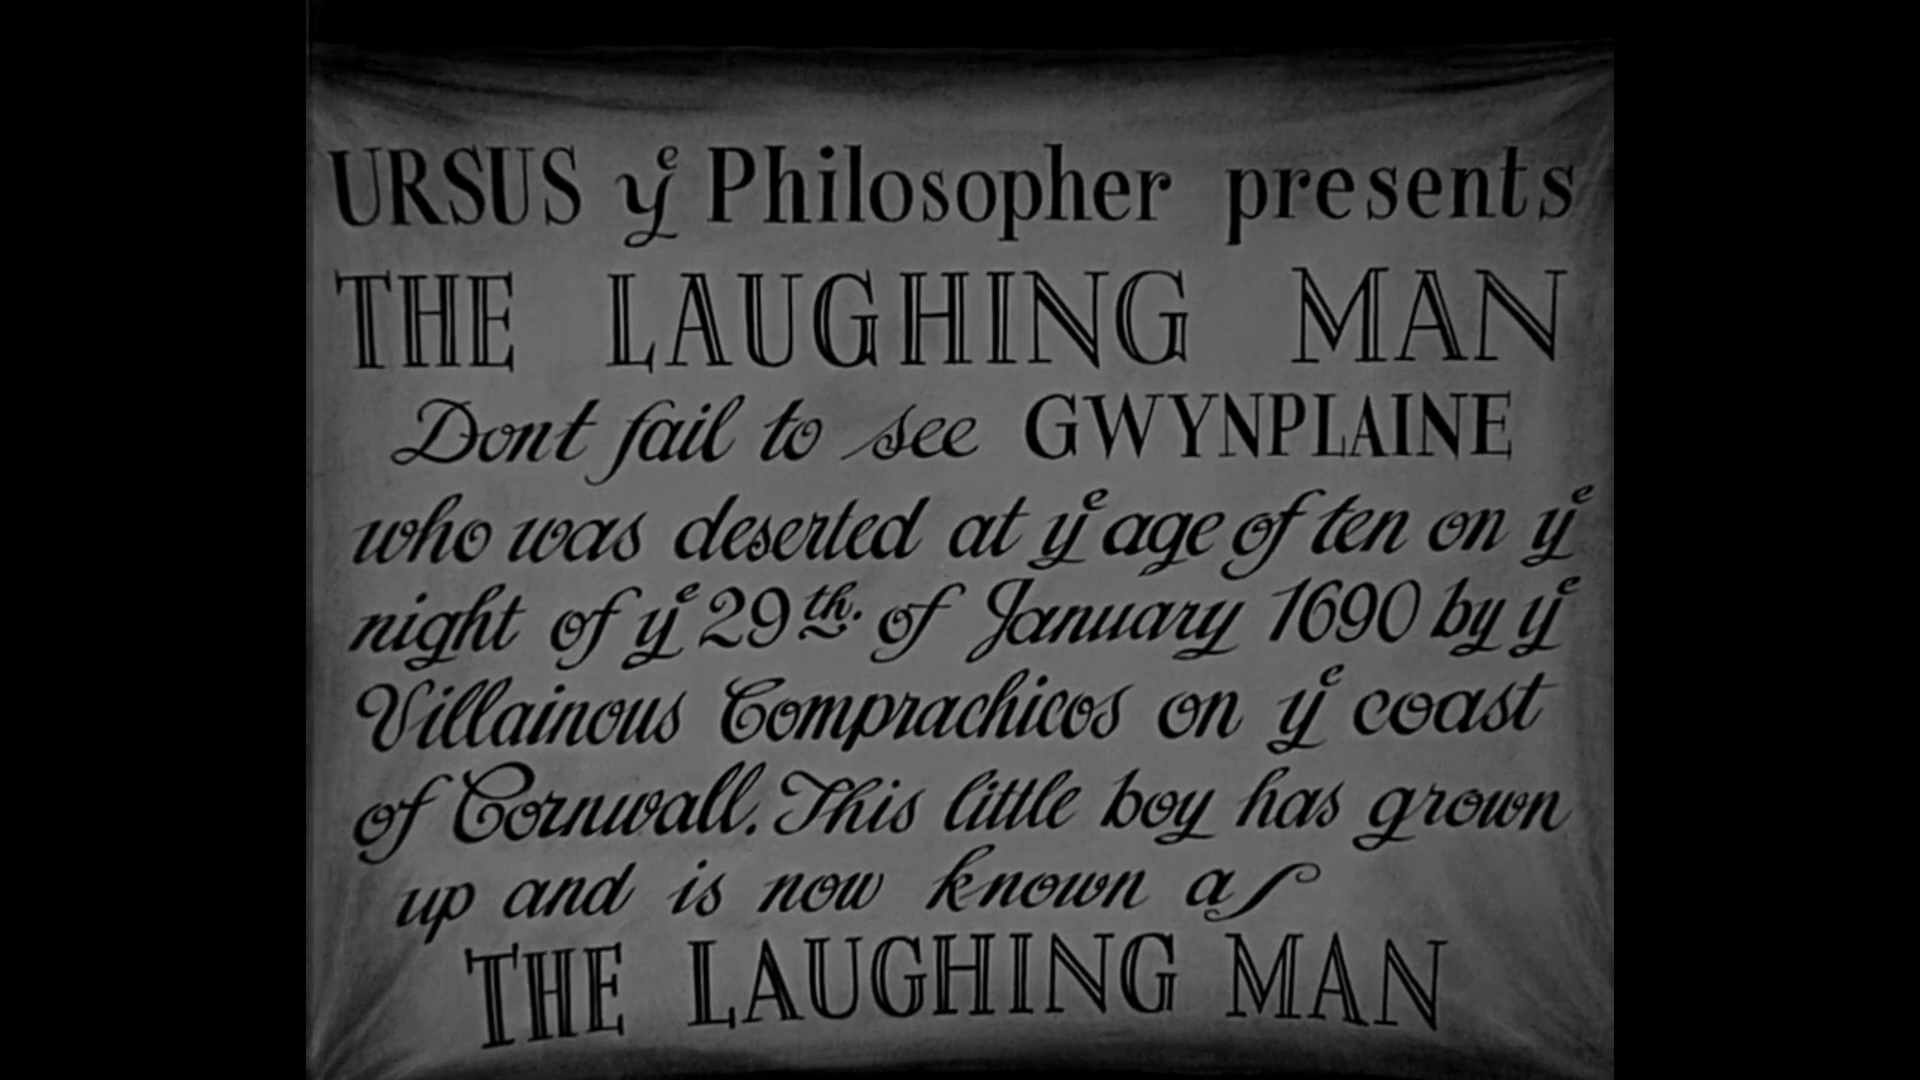 URSUS yᵉ Philosopher presents
THE LAUGHING MAN
Dont fail to see GWYNPLAINE
who was deserted at yᵉ age of ten on yᵉ
night of yᵉ 29th. of January 1690 by yᵉ
Villainous Comprachicos on yᵉ coast
of Cornwall. This little boy has grown
up and is now known as
THE LAUGHING MAN